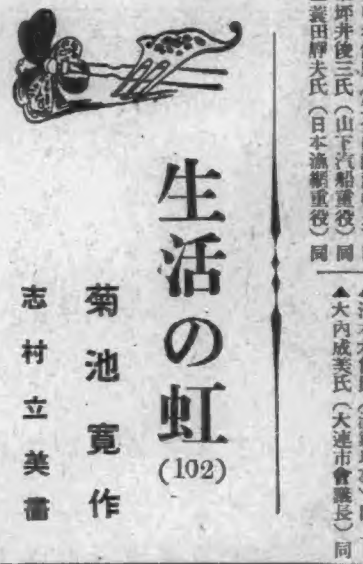 坪井俊三氏（山下汽船重役）同
蓑田靜夫氏（日本漁網重役）同
▲大内成美氏（大連市會議長）同
生活の虹
(102)
菊池寛作
志村立美畫